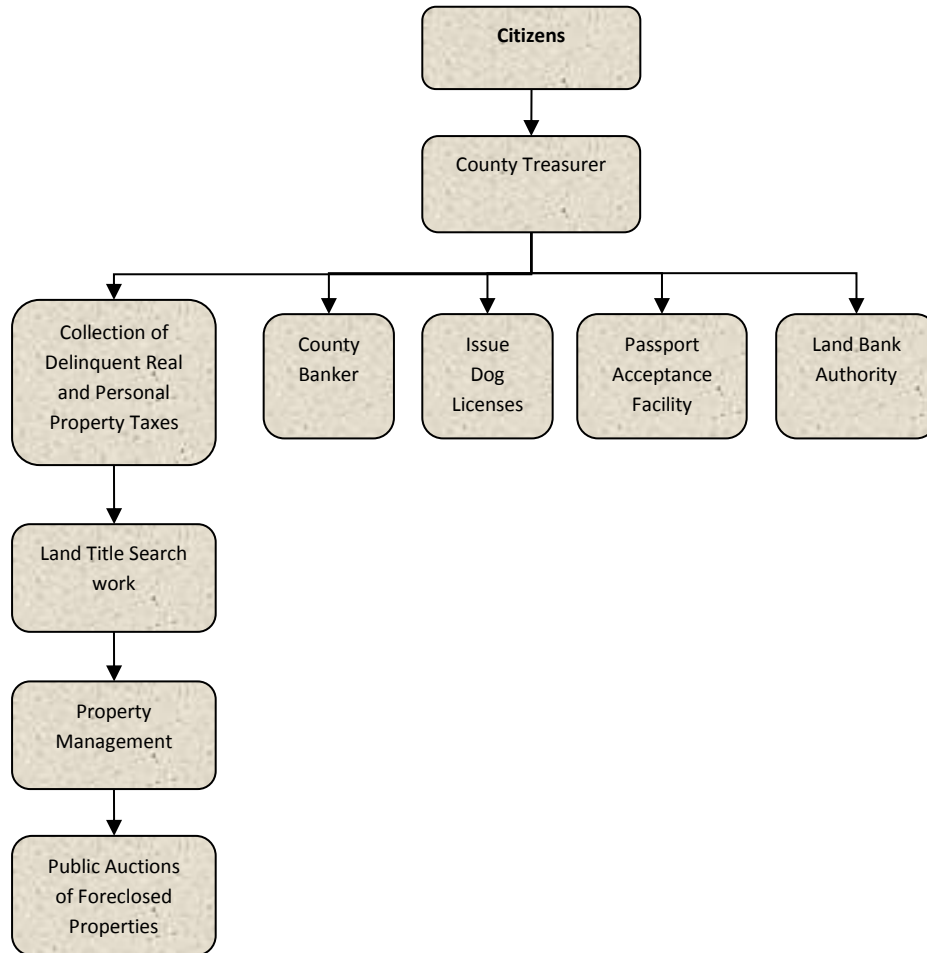 Citizens
County Treasurer
Collection of
Delinquent Real
and Personal
Property Taxes
County
Banker
Issue
Dog
Licenses
Passport
Acceptance
Facility
Land Bank
Authority
Land Title Search
work
Property
Management
Public Auctions
of Foreclosed
Properties